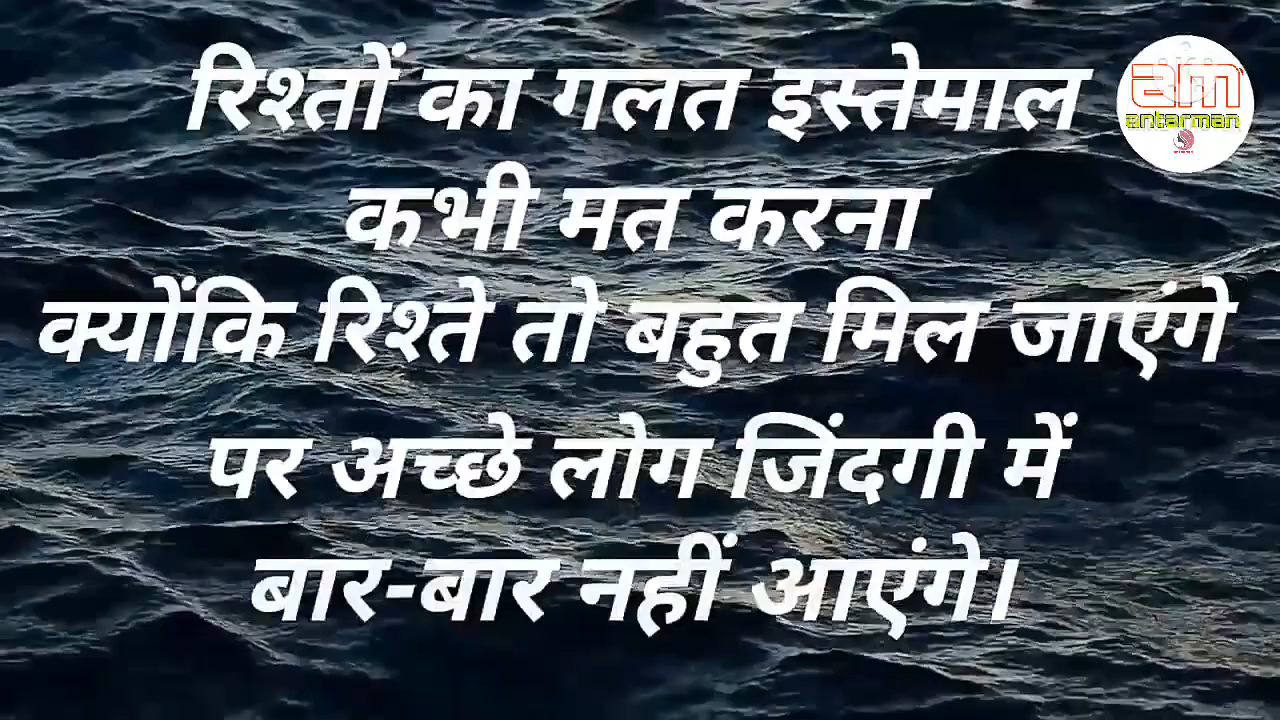 रिश्तों का गलत इस्तेमाल
कभी मत करना
क्योंकि रिश्ते तो बहुत मिल जाएंगे
पर अच्छे लोग जिंदगी में
बार-बार नहीं आएंगे।
am
antarman